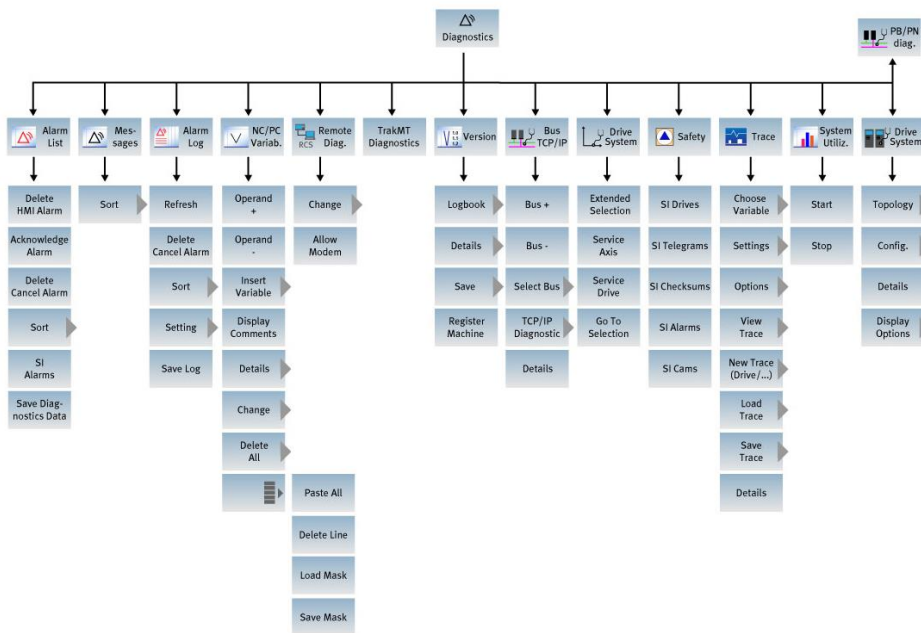 Diagnostics
PB/PN
diag.
Alarm
List
Mes-
sages
Alarm
Log
NC/PC
Variab.
RCS
Remote
Diag.
TrakMT
Diagnostics
1.0
1.1
1.2
Version
Bus
TCP/IP
Drive
System
Safety
Trace
System
Utiliz.
Drive
System
Delete
HMI Alarm
Acknowledge
Alarm
Delete
Cancel Alarm
Sort
SI
Alarms
Save Diag-
nostics Data
Sort
Refresh
Delete
Cancel Alarm
Sort
Setting
Save Log
Operand
+
Operand
-
Insert
Variable
Display
Comments
Details
Change
Delete
All
Paste All
Delete Line
Load Mask
Save Mask
Change
Allow
Modem
Logbook
Details
Save
Register
Machine
Bus +
Bus -
Select Bus
TCP/IP
Diagnostic
Details
Extended
Selection
Service
Axis
Service
Drive
Go To
Selection
SI Drives
SI Telegrams
SI Checksums
SI Alarms
SI Cams
Choose
Variable
Settings
Options
View
Trace
New Trace
(Drive/...)
Load
Trace
Save
Trace
Details
Start
Stop
Topology
Config.
Details
Display
Options